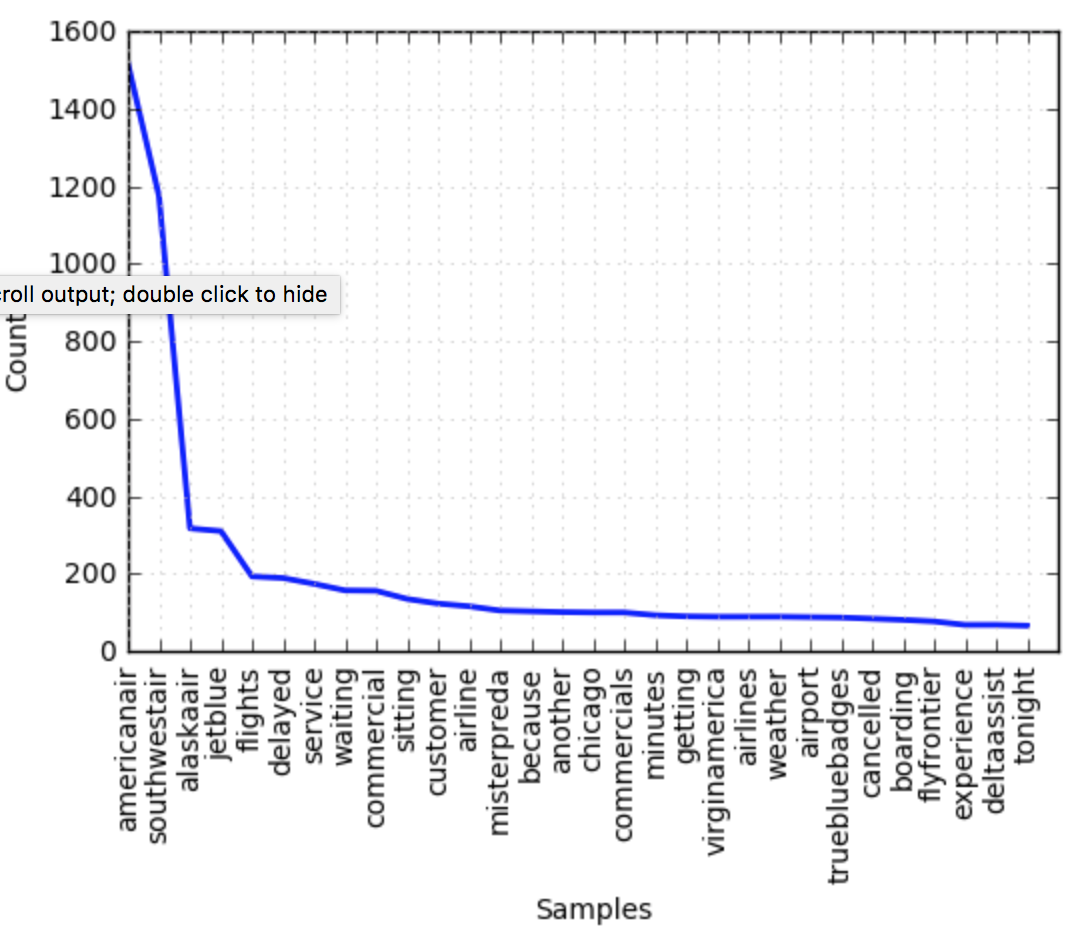 1600
1400
1200
1000
croll output; double click to hide
800
Count
600
400
200
0
americanair
southwestair
alaskaair
jetblue
flights
delayed
service
waiting
commercial
sitting
customer
airline
misterpreda
because
another
chicago
commercials
minutes
getting
virginamerica
airlines
weather
airport
truebluebadges
cancelled
boarding
flyfrontier
experience
deltaassist
tonight
Samples